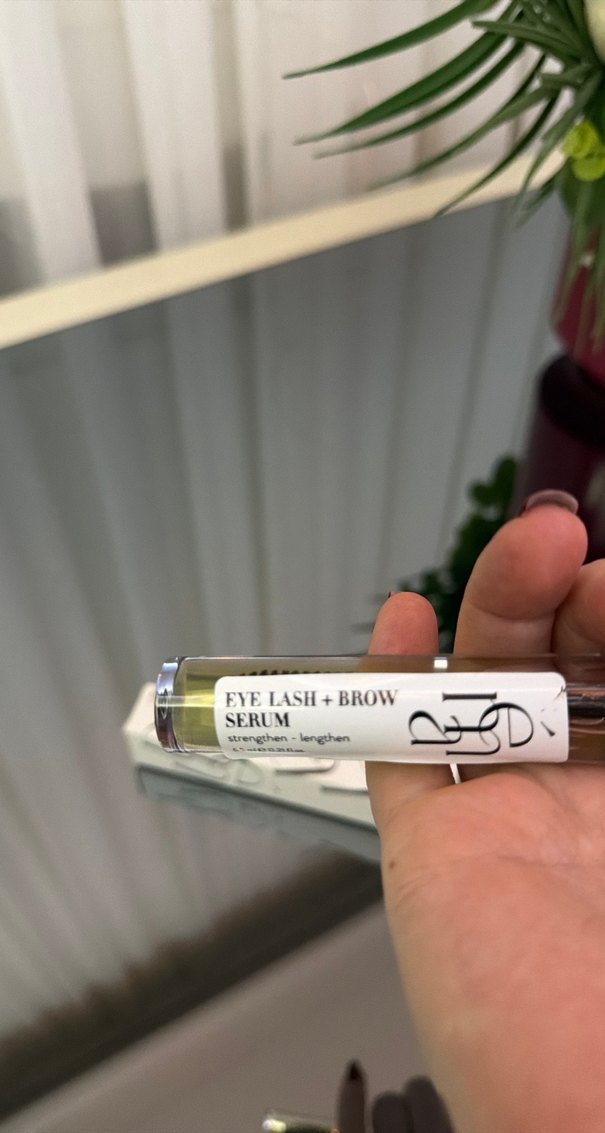 EYE LASH + BROW
SERUM
strengthen - lengthen